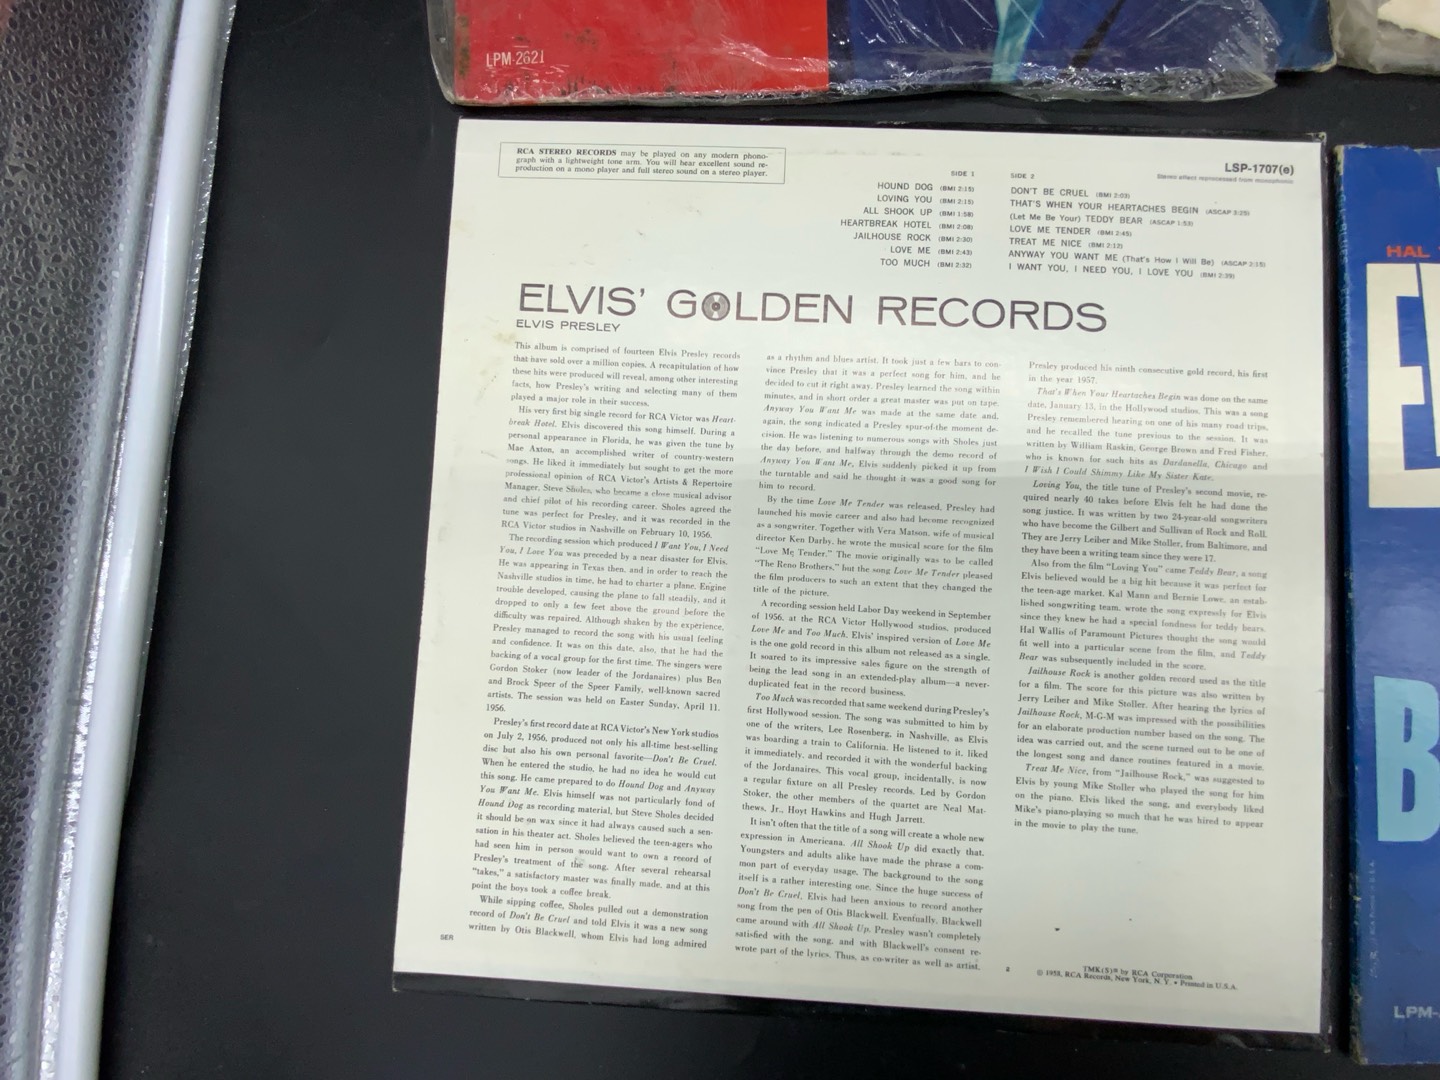 LPM-2621
RCA STEREO RECORDS may be played on any modern phono-
graph with a lightweight tone arm. You will hear excellent sound re-
production on a mono player and full stereo sound on a stereo player.
LSP-1707(e)
Stereo effect reprocessed from monophonic
SIDE 1
HOUND DOG (BMI 2:15)
LOVING YOU (BMI 2:15)
ALL SHOOK UP (BMI 1:58)
HEARTBREAK HOTEL (BMI 2:08)
JAILHOUSE ROCK (BMI 2:30)
LOVE ME (BMI 2:43)
TOO MUCH (BMI 2:32)
SIDE 2
DON'T BE CRUEL (BMI 2:03)
THAT'S WHEN YOUR HEARTACHES BEGIN (ASCAP 3:25)
(Let Me Be Your) TEDDY BEAR (ASCAP 1:53)
LOVE ME TENDER (BMI 2:45)
TREAT ME NICE (BMI 2:12)
ANYWAY YOU WANT ME (That's How I Will Be) (ASCAP 2:15)
I WANT YOU, I NEED YOU, I LOVE YOU (BMI 2:39)
ELVIS' GOLDEN RECORDS
ELVIS PRESLEY
This album is comprised of fourteen Elvis Presley records
that have sold over a million copies. A recapitulation of how
these hits were produced will reveal, among other interesting
facts, how Presley's writing and selecting many of them
played a major role in their success.
His very first big single record for RCA Victor was Heart-
break Hotel. Elvis discovered this song himself. During a
personal appearance in Florida, he was given the tune by
Mae Axton, an accomplished writer of country-western
songs. He liked it immediately but sought to get the more
professional opinion of RCA Victor's Artists & Repertoire
Manager, Steve Sholes, who became a close musical advisor
and chief pilot of his recording career. Sholes agreed the
tune was perfect for Presley, and it was recorded in the
RCA Victor studios in Nashville on February 10, 1956.
The recording session which produced I Want You, I Need
You, I Love You was preceded by a near disaster for Elvis.
He was appearing in Texas then, and in order to reach the
Nashville studios in time, he had to charter a plane. Engine
trouble developed, causing the plane to fall steadily, and it
dropped to only a few feet above the ground before the
difficulty was repaired. Although shaken by the experience,
Presley managed to record the song with his usual feeling
and confidence. It was on this date, also, that he had the
backing of a vocal group for the first time. The singers were
Gordon Stoker (now leader of the Jordanaires) plus Ben
and Brock Speer of the Speer Family, well-known sacred
artists. The session was held on Easter Sunday, April 11,
1956.
Presley's first record date at RCA Victor's New York studios
on July 2, 1956, produced not only his all-time best-selling
disc but also his own personal favorite—Don't Be Cruel.
When he entered the studio, he had no idea he would cut
this song. He came prepared to do Hound Dog and Anyway
You Want Me. Elvis himself was not particularly fond of
Hound Dog as recording material, but Steve Sholes decided
it should be on wax since it had always caused such a sen-
sation in his theater act. Sholes believed the teen-agers who
had seen him in person would want to own a record of
Presley's treatment of the song. After several rehearsal
"takes," a satisfactory master was finally made, and at this
point the boys took a coffee break.
While sipping coffee, Sholes pulled out a demonstration
record of Don't Be Cruel and told Elvis it was a new song
written by Otis Blackwell, whom Elvis had long admired
as a rhythm and blues artist. It took just a few bars to con-
vince Presley that it was a perfect song for him, and he
decided to cut it right away. Presley learned the song within
minutes, and in short order a great master was put on tape.
Anyway You Want Me was made at the same date and,
again, the song indicated a Presley spur-of-the moment de-
cision. He was listening to numerous songs with Sholes just
the day before, and halfway through the demo record of
Anyway You Want Me, Elvis suddenly picked it up from
the turntable and said he thought it was a good song for
him to record.
By the time Love Me Tender was released, Presley had
launched his movie career and also had become recognized
as a songwriter. Together with Vera Matson, wife of musical
director Ken Darby, he wrote the musical score for the film
"Love Me Tender." The movie originally was to be called
"The Reno Brothers," but the song Love Me Tender pleased
the film producers to such an extent that they changed the
title of the picture.
A recording session held Labor Day weekend in September
of 1956, at the RCA Victor Hollywood studios, produced
Love Me and Too Much. Elvis' inspired version of Love Me
is the one gold record in this album not released as a single.
It soared to its impressive sales figure on the strength of
being the lead song in an extended-play album—a never-
duplicated feat in the record business.
Too Much was recorded that same weekend during Presley's
first Hollywood session. The song was submitted to him by
one of the writers, Lee Rosenberg, in Nashville, as Elvis
was boarding a train to California. He listened to it, liked
it immediately, and recorded it with the wonderful backing
of the Jordanaires. This vocal group, incidentally, is now
a regular fixture on all Presley records. Led by Gordon
Stoker, the other members of the quartet are Neal Mat-
thews, Jr., Hoyt Hawkins and Hugh Jarrett.
It isn't often that the title of a song will create a whole new
expression in Americana. All Shook Up did exactly that.
Youngsters and adults alike have made the phrase a com-
mon part of everyday usage. The background to the song
itself is a rather interesting one. Since the huge success of
Don't Be Cruel, Elvis had been anxious to record another
song from the pen of Otis Blackwell. Eventually, Blackwell
came around with All Shook Up. Presley wasn't completely
satisfied with the song, and with Blackwell's consent re-
wrote part of the lyrics. Thus, as co-writer as well as artist,
Presley produced his ninth consecutive gold record, his first
in the year 1957.
That's When Your Heartaches Begin was done on the same
date, January 13, in the Hollywood studios. This was a song
Presley remembered hearing on one of his many road trips,
and he recalled the tune previous to the session. It was
written by William Raskin, George Brown and Fred Fisher,
who is known for such hits as Dardanella, Chicago and
I Wish I Could Shimmy Like My Sister Kate.
Loving You, the title tune of Presley's second movie, re-
quired nearly 40 takes before Elvis felt he had done the
song justice. It was written by two 24-year-old songwriters
who have become the Gilbert and Sullivan of Rock and Roll.
They are Jerry Leiber and Mike Stoller, from Baltimore, and
they have been a writing team since they were 17.
Also from the film "Loving You" came Teddy Bear, a song
Elvis believed would be a big hit because it was perfect for
the teen-age market. Kal Mann and Bernie Lowe, an estab-
lished songwriting team, wrote the song expressly for Elvis
since they knew he had a special fondness for teddy bears.
Hal Wallis of Paramount Pictures thought the song would
fit well into a particular scene from the film, and Teddy
Bear was subsequently included in the score.
Jailhouse Rock is another golden record used as the title
for a film. The score for this picture was also written by
Jerry Leiber and Mike Stoller. After hearing the lyrics of
Jailhouse Rock, M-G-M was impressed with the possibilities
for an elaborate production number based on the song. The
idea was carried out, and the scene turned out to be one of
the longest song and dance routines featured in a movie.
Treat Me Nice, from "Jailhouse Rock," was suggested to
Elvis by young Mike Stoller who played the song for him
on the piano. Elvis liked the song, and everybody liked
Mike's piano-playing so much that he was hired to appear
in the movie to play the tune.
SER
2
TMK(S)® by RCA Corporation
© 1958, RCA Records, New York, N. Y. • Printed in U.S.A.
HAL
B
LPM-